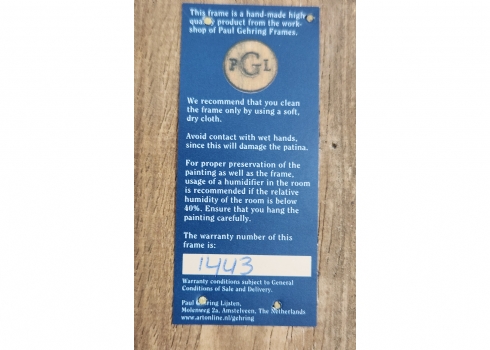 This frame is a hand-made high
quality product from the work-
shop of Paul Gehring Frames.
PGL
We recommend that you clean
the frame only by using a soft,
dry cloth.
Avoid contact with wet hands,
since this will damage the patina.
For proper preservation of the
painting as well as the frame,
usage of a humidifier in the room
is recommended if the relative
humidity of the room is below
40%. Ensure that you hang the
painting carefully.
The warranty number of this
frame is:
1443
Warranty conditions subject to General
Conditions of Sale and Delivery.
Paul Gehring Lijsten,
Molenweg 2a, Amstelveen, The Netherlands
www.artonline.nl/gehring